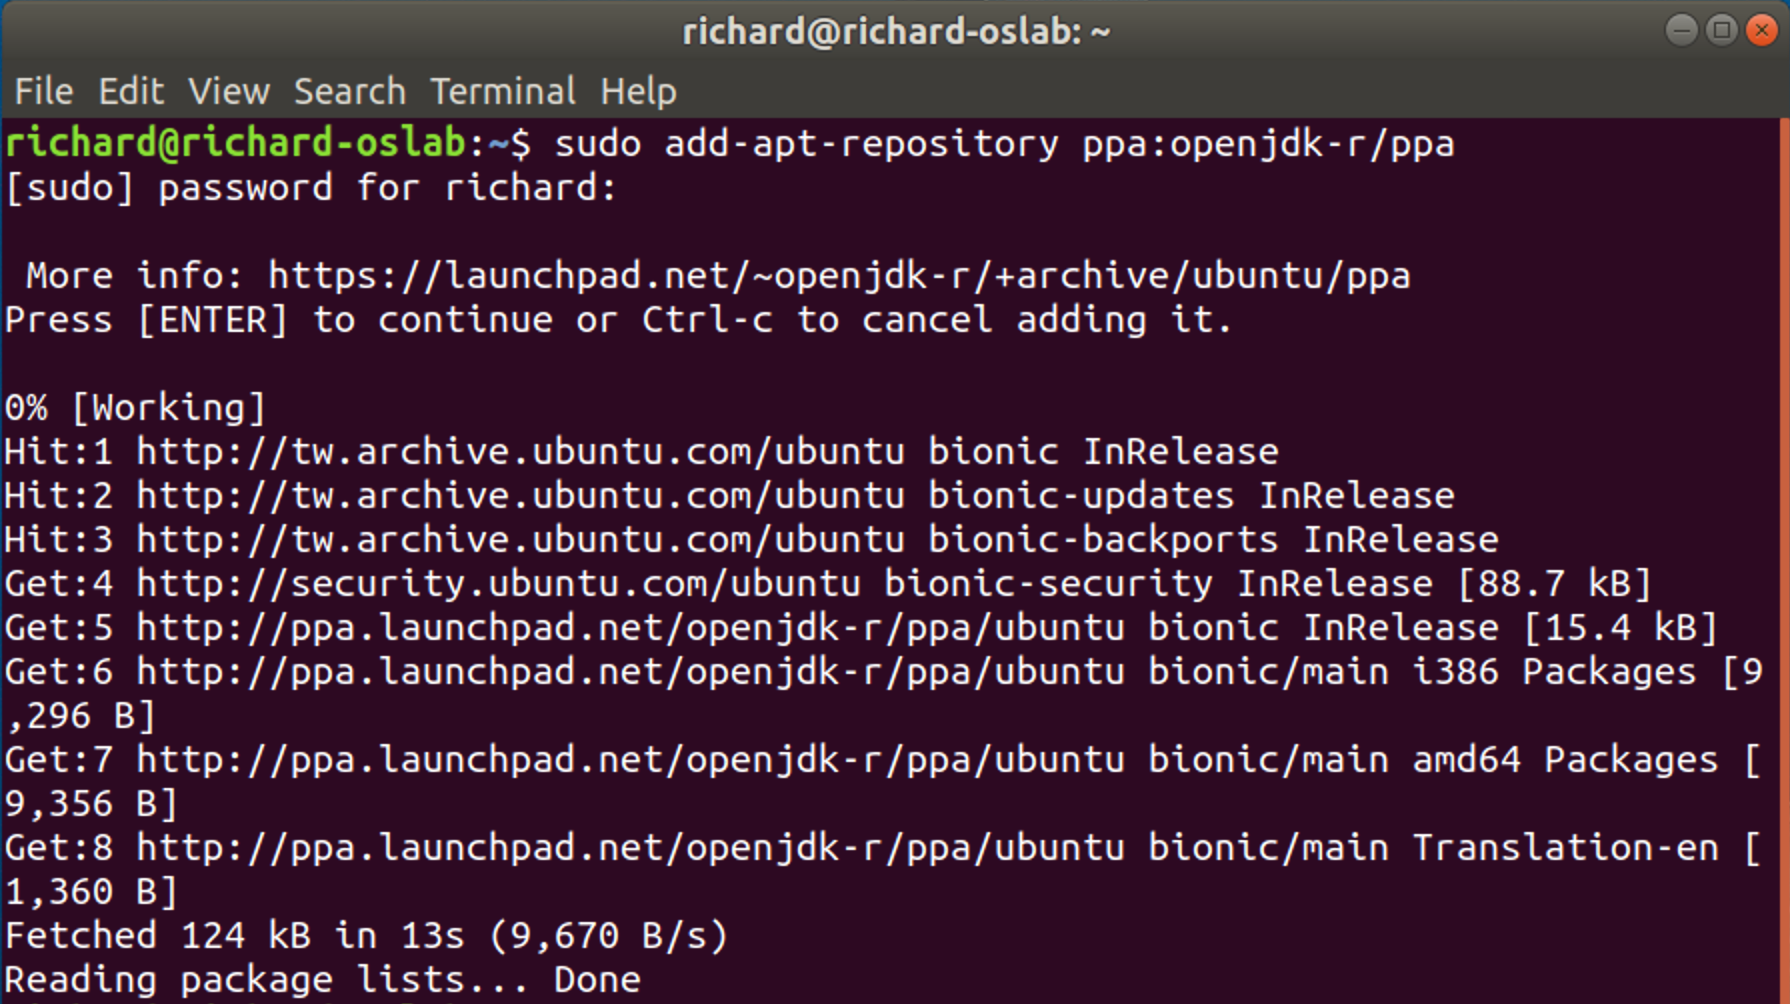 richard@richard-oslab: ~
File Edit View Search Terminal Help
richard@richard-oslab:~$ sudo add-apt-repository ppa:openjdk-r/ppa
[sudo] password for richard:
 More info: https://launchpad.net/~openjdk-r/+archive/ubuntu/ppa
Press [ENTER] to continue or Ctrl-c to cancel adding it.
0% [Working]
Hit:1 http://tw.archive.ubuntu.com/ubuntu bionic InRelease
Hit:2 http://tw.archive.ubuntu.com/ubuntu bionic-updates InRelease
Hit:3 http://tw.archive.ubuntu.com/ubuntu bionic-backports InRelease
Get:4 http://security.ubuntu.com/ubuntu bionic-security InRelease [88.7 kB]
Get:5 http://ppa.launchpad.net/openjdk-r/ppa/ubuntu bionic InRelease [15.4 kB]
Get:6 http://ppa.launchpad.net/openjdk-r/ppa/ubuntu bionic/main i386 Packages [9
,296 B]
Get:7 http://ppa.launchpad.net/openjdk-r/ppa/ubuntu bionic/main amd64 Packages [
9,356 B]
Get:8 http://ppa.launchpad.net/openjdk-r/ppa/ubuntu bionic/main Translation-en [
1,360 B]
Fetched 124 kB in 13s (9,670 B/s)
Reading package lists... Done